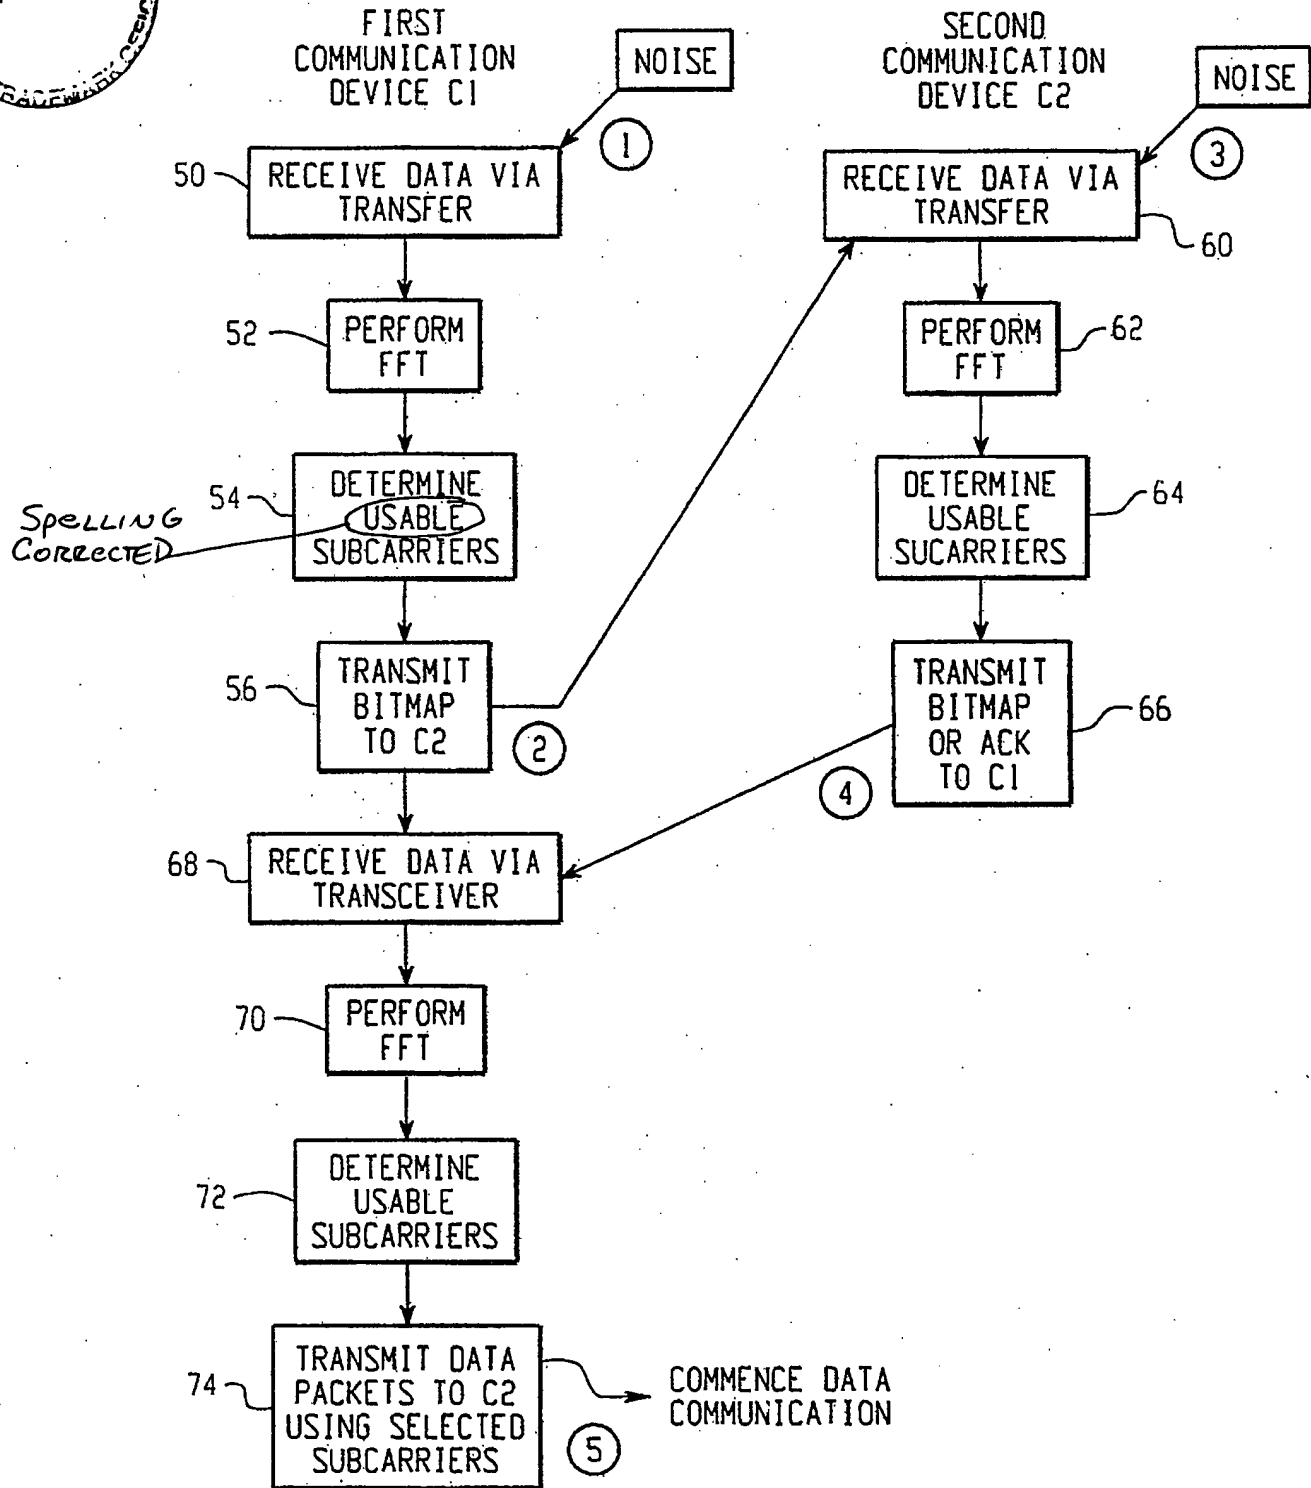 FIRST
COMMUNICATION
DEVICE C1
NOISE
1
50
RECEIVE DATA VIA
TRANSFER
52
PERFORM
FFT
54
DETERMINE
USABLE
SUBCARRIERS
SPELLING
CORRECTED
56
TRANSMIT
BITMAP
TO C2
2
68
RECEIVE DATA VIA
TRANSCEIVER
70
PERFORM
FFT
72
DETERMINE
USABLE
SUBCARRIERS
74
TRANSMIT DATA
PACKETS TO C2
USING SELECTED
SUBCARRIERS
5
COMMENCE DATA
COMMUNICATION
SECOND
COMMUNICATION
DEVICE C2
NOISE
3
RECEIVE DATA VIA
TRANSFER
60
PERFORM
FFT
62
DETERMINE
USABLE
SUCARRIERS
64
TRANSMIT
BITMAP
OR ACK
TO C1
66
4